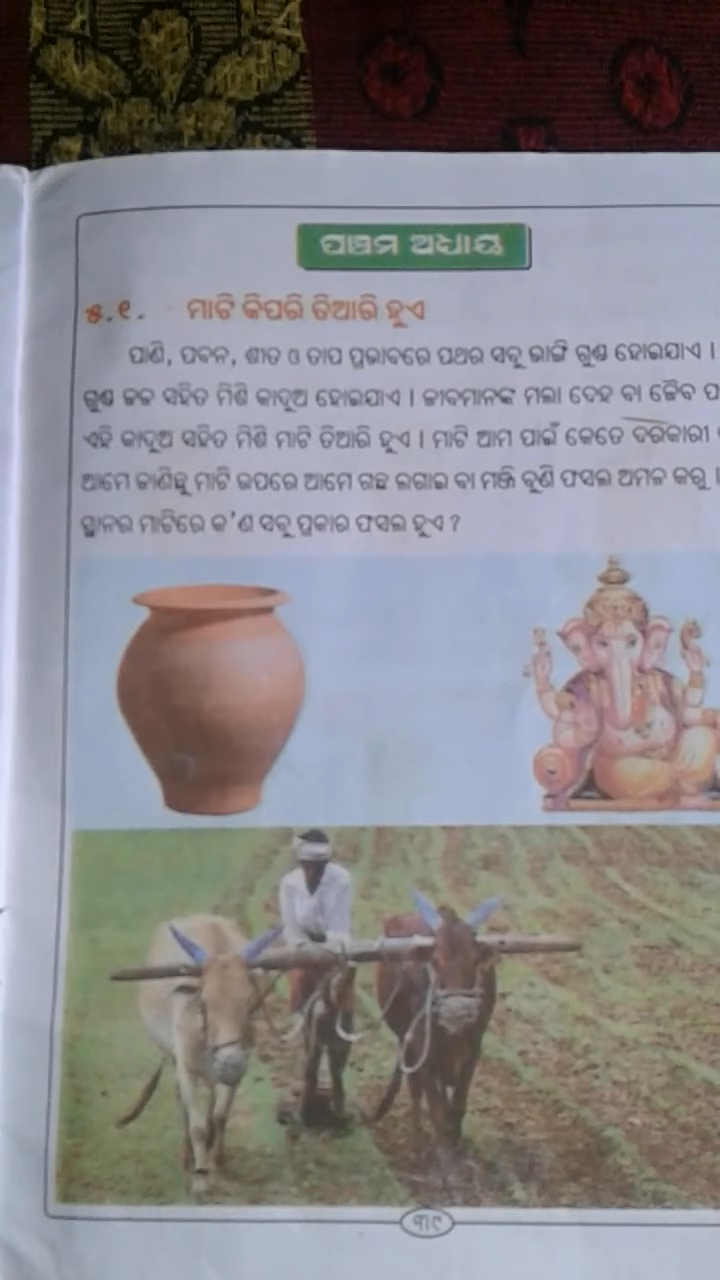 ପଞ୍ଚମ ଅଧ୍ୟାୟ
୫.୧. ମାଟି କିପରି ତିଆରି ହୁଏ
ପାଣି, ପବନ, ଶୀତ ଓ ତାପ ପ୍ରଭାବରେ ପଥର ସବୁ ଭାଙ୍ଗି ଗୁଣ୍ଡ ହୋଇଯାଏ ।
ଗୁଣ୍ଡ ଜଳ ସହିତ ମିଶି କାଦୁଅ ହୋଇଯାଏ । ଜୀବମାନଙ୍କ ମଲା ଦେହ ବା ଜୈବ
ଏହି କାଦୁଅ ସହିତ ମିଶି ମାଟି ତିଆରି ହୁଏ । ମାଟି ଆମ ପାଇଁ କେତେ ଦରକାରୀ
ଆମେ ଜାଣିଛୁ ମାଟି ଉପରେ ଆମେ ଗଛ ଲଗାଇ ବା ମଞ୍ଜି ବୁଣି ଫସଲ ଅମଳ କରୁ ।
ସ୍ଥାନର ମାଟିରେ କ'ଣ ସବୁ ପ୍ରକାର ଫସଲ ହୁଏ ?
୩୯